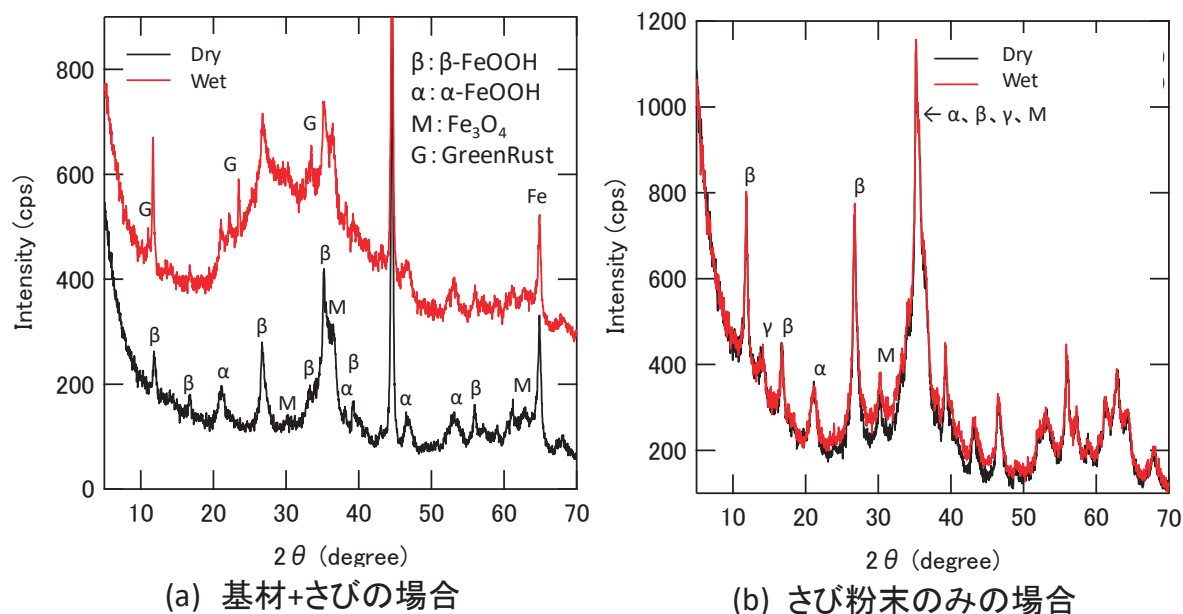 Dry
Wet
β：β-FeOOH
α：α-FeOOH
M：Fe3O4
G：GreenRust
G
G
G
Fe
β
β
α
β
M
β
β
M
α
β
α
α
β
M
800
600
400
200
0
Intensity (cps)
10 20 30 40 50 60 70
2θ (degree)
(a) 基材+さびの場合
Dry
Wet
←α、β、γ、M
β
γ
β
α
β
M
1200
1000
800
600
400
200
Intensity (cps)
10 20 30 40 50 60 70
2θ (degree)
(b) さび粉末のみの場合